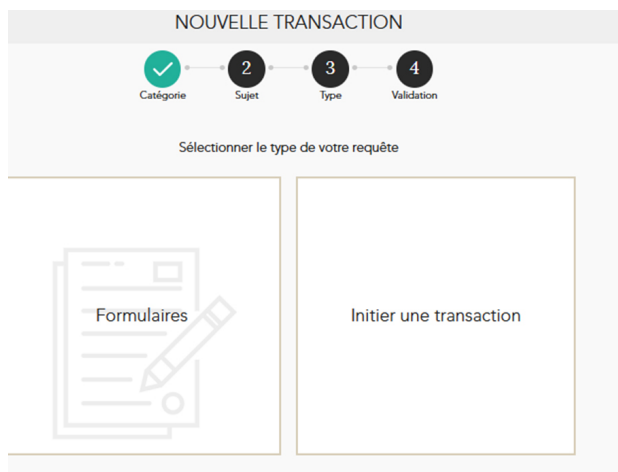 NOUVELLE TRANSACTION
2 3 4
Catégorie Sujet Type Validation
Sélectionner le type de votre requête
Formulaires Initier une transaction